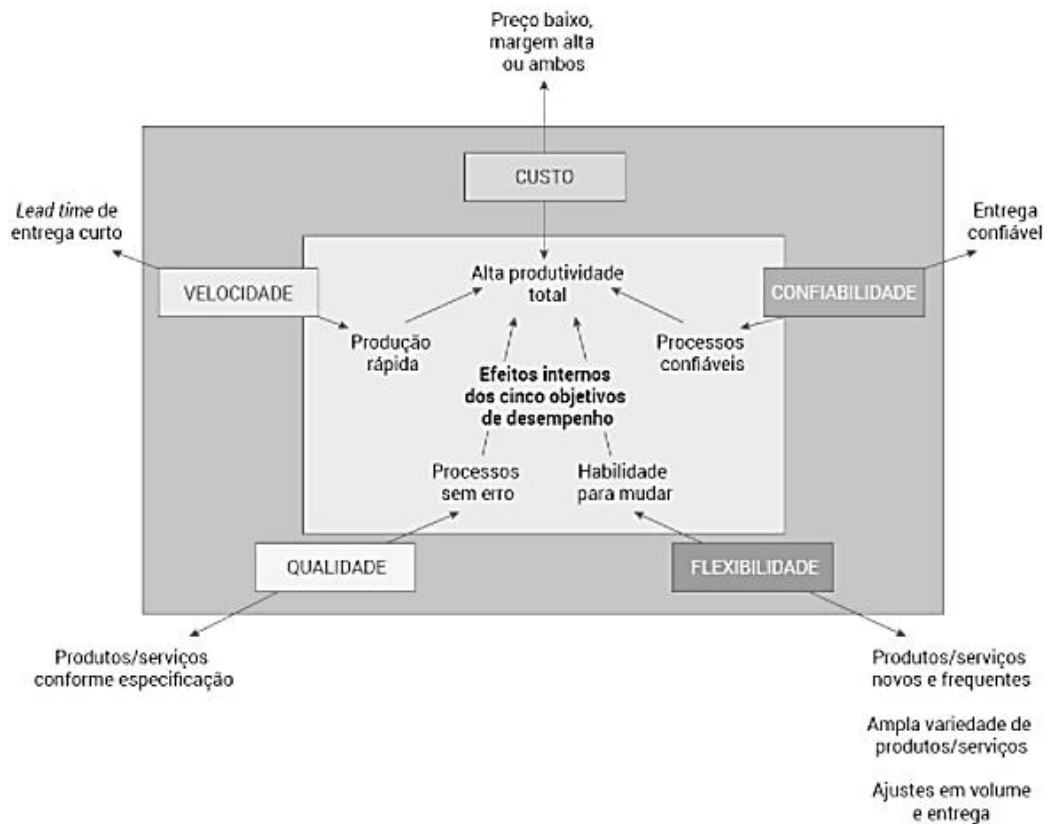 Preço baixo,
margem alta
ou ambos
CUSTO
Lead time de
entrega curto
Entrega
confiável
VELOCIDADE
Alta produtividade
total
CONFIABILIDADE
Produção
rápida
Processos
confiáveis
Efeitos internos
dos cinco objetivos
de desempenho
Processos
sem erro
Habilidade
para mudar
QUALIDADE
FLEXIBILIDADE
Produtos/serviços
conforme especificação
Produtos/serviços
novos e frequentes
Ampla variedade de
produtos/serviços
Ajustes em volume
e entrega